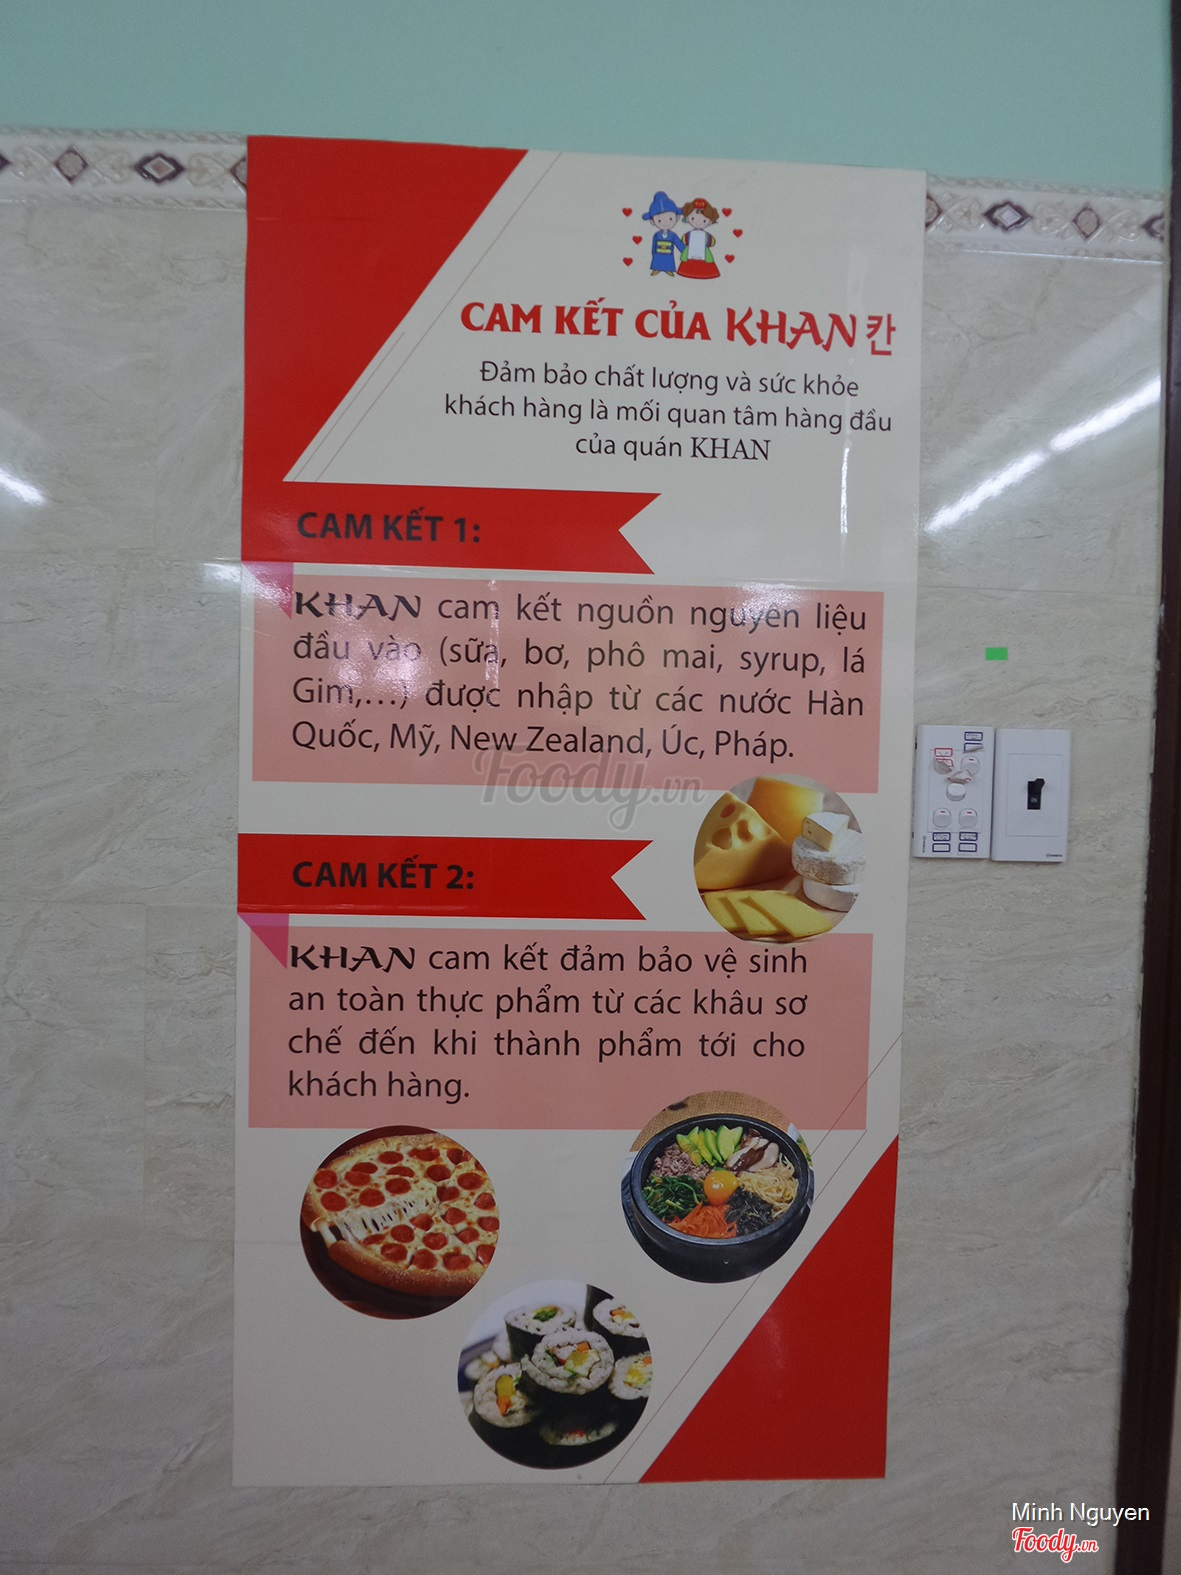 CAM KẾT CỦA KHAN 칸
Đảm bảo chất lượng và sức khỏe
khách hàng là mối quan tâm hàng đầu
của quán KHAN
CAM KẾT 1:
KHAN cam kết nguồn nguyên liệu
đầu vào (sữa, bơ, phô mai, syrup, lá
Gim,...) được nhập từ các nước Hàn
Quốc, Mỹ, New Zealand, Úc, Pháp.
Foody.vn
CAM KẾT 2:
KHAN cam kết đảm bảo vệ sinh
an toàn thực phẩm từ các khâu sơ
chế đến khi thành phẩm tới cho
khách hàng.
Minh Nguyen
Foody.vn